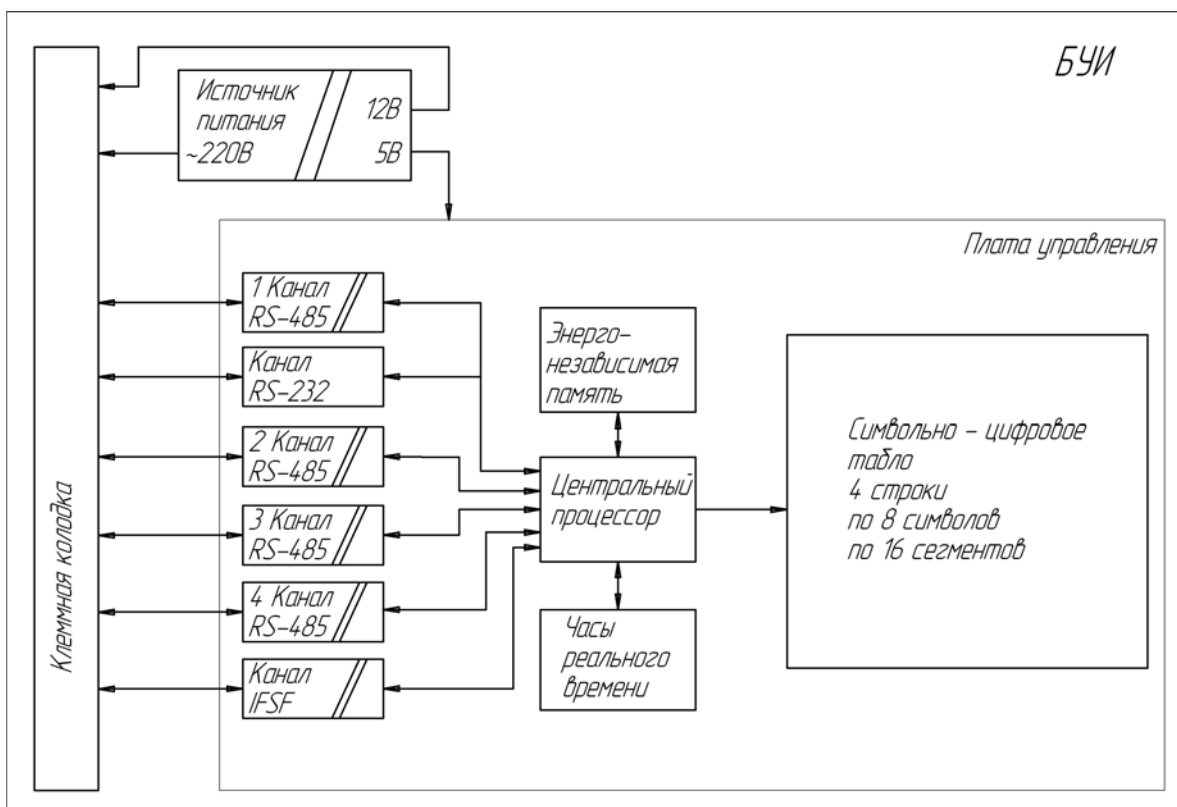 БУИ
Источник
питания
~220В
12В
5В
Плата управления
Клеммная колодка
1 Канал
RS-485
Канал
RS-232
2 Канал
RS-485
3 Канал
RS-485
4 Канал
RS-485
Канал
IFSF
Энерго-
независимая
память
Центральный
процессор
Часы
реального
времени
Символьно - цифровое
табло
4 строки
по 8 символов
по 16 сегментов